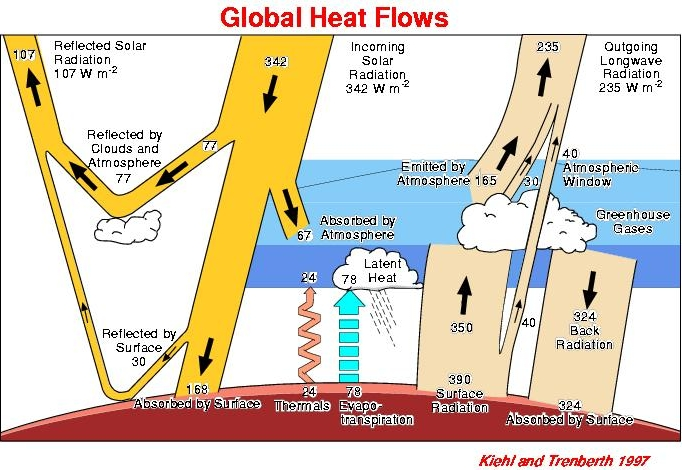 Global Heat Flows
107
Reflected Solar
Radiation
107 W m-2
342
Incoming
Solar
Radiation
342 W m-2
235
Outgoing
Longwave
Radiation
235 W m-2
Reflected by
Clouds and
Atmosphere
77
77
Emitted by
Atmosphere 165
30
40
Atmospheric
Window
Greenhouse
Gases
67
Absorbed by
Atmosphere
24
78
Latent
Heat
Reflected by
Surface
30
350
40
324
Back
Radiation
168
Absorbed by Surface
24
Thermals
78
Evapo-
transpiration
390
Surface
Radiation
324
Absorbed by Surface
Kiehl and Trenberth 1997